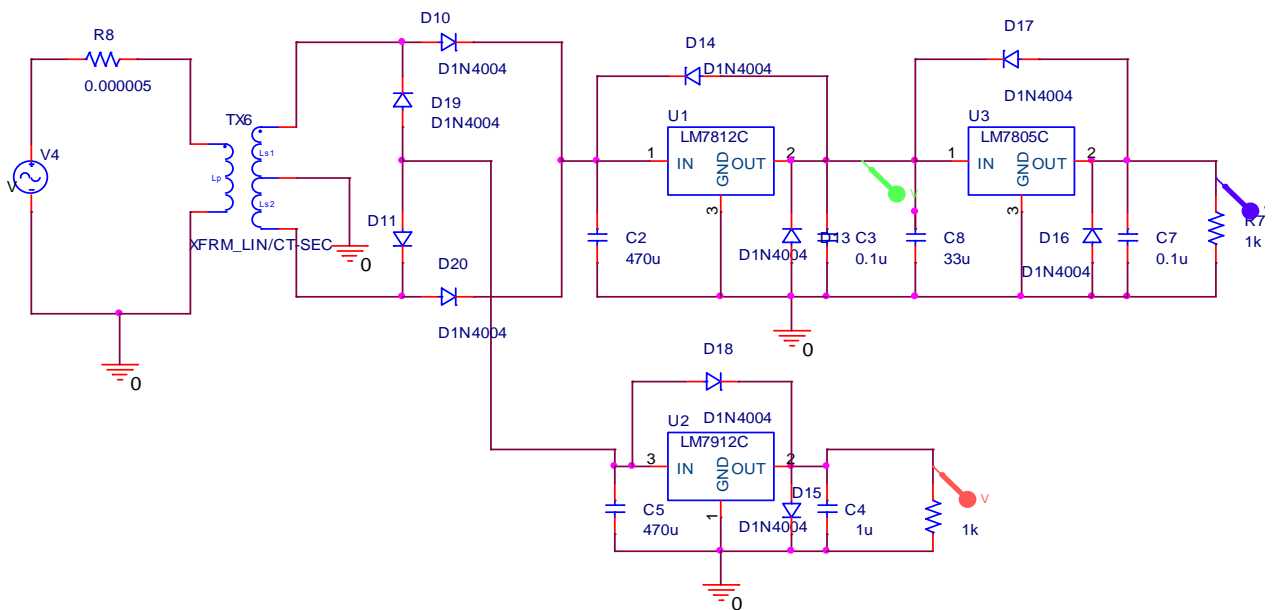 R8
0.000005
V4
V
TX6
Lp
Ls1
Ls2
XFRM_LIN/CT-SEC
0
0
D10
D1N4004
D19
D1N4004
D11
D20
D1N4004
D14
D1N4004
U1
LM7812C
1
IN
OUT
GND
2
3
C2
470u
D13
D1N4004
C3
0.1u
V
C8
33u
D17
D1N4004
U3
LM7805C
1
IN
OUT
GND
2
3
D16
D1N4004
C7
0.1u
R7
1k
0
D18
D1N4004
U2
LM7912C
3
IN
OUT
GND
2
1
C5
470u
D15
D1N4004
C4
1u
1k
V
0